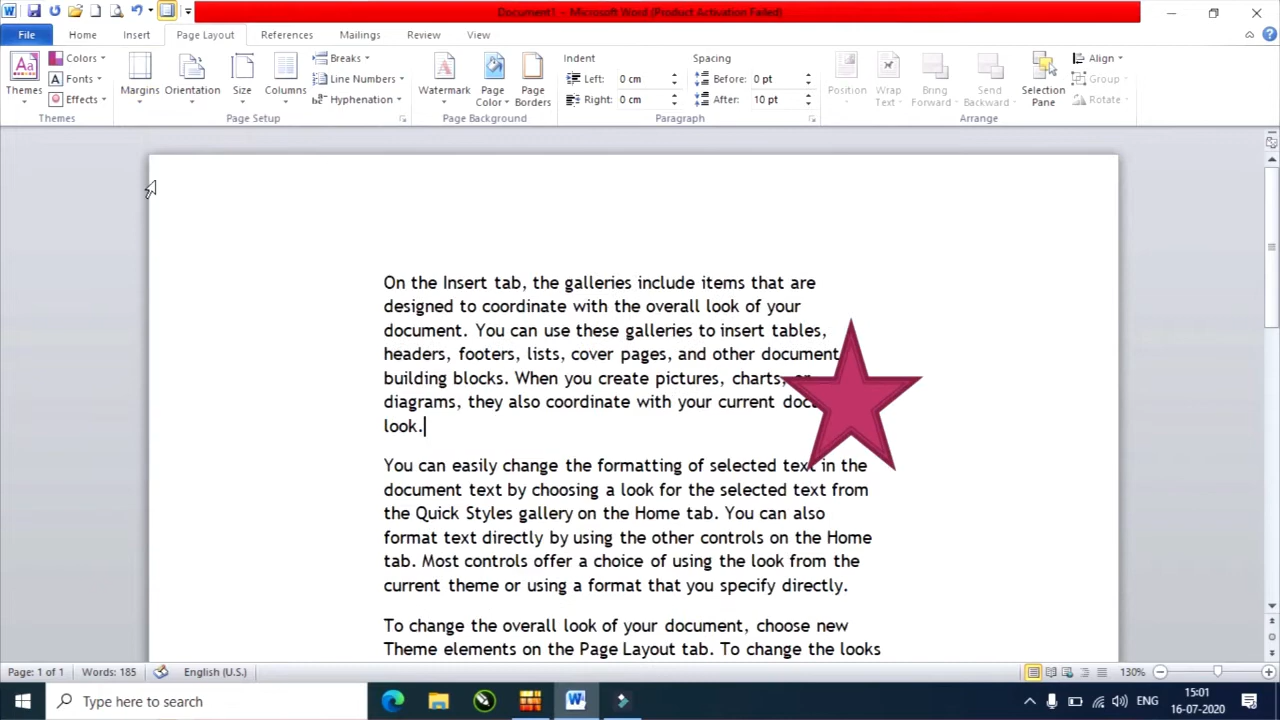 Document1 - Microsoft Word (Product Activation Failed)
File Home Insert Page Layout References Mailings Review View
Themes
Colors
Fonts
Effects
Themes
Margins
Orientation
Size
Columns
Breaks
Line Numbers
Hyphenation
Page Setup
Watermark
Page Color
Page Borders
Page Background
Indent
Left: 0 cm
Right: 0 cm
Spacing
Before: 0 pt
After: 10 pt
Paragraph
Position
Wrap Text
Bring Forward
Send Backward
Selection Pane
Align
Group
Rotate
Arrange
On the Insert tab, the galleries include items that are
designed to coordinate with the overall look of your
document. You can use these galleries to insert tables,
headers, footers, lists, cover pages, and other document
building blocks. When you create pictures, charts,
diagrams, they also coordinate with your current
look.
You can easily change the formatting of selected text in the
document text by choosing a look for the selected text from
the Quick Styles gallery on the Home tab. You can also
format text directly by using the other controls on the Home
tab. Most controls offer a choice of using the look from the
current theme or using a format that you specify directly.
To change the overall look of your document, choose new
Theme elements on the Page Layout tab. To change the looks
Page: 1 of 1 Words: 185 English (U.S.) 130%
Type here to search
ENG
15:01
16-07-2020